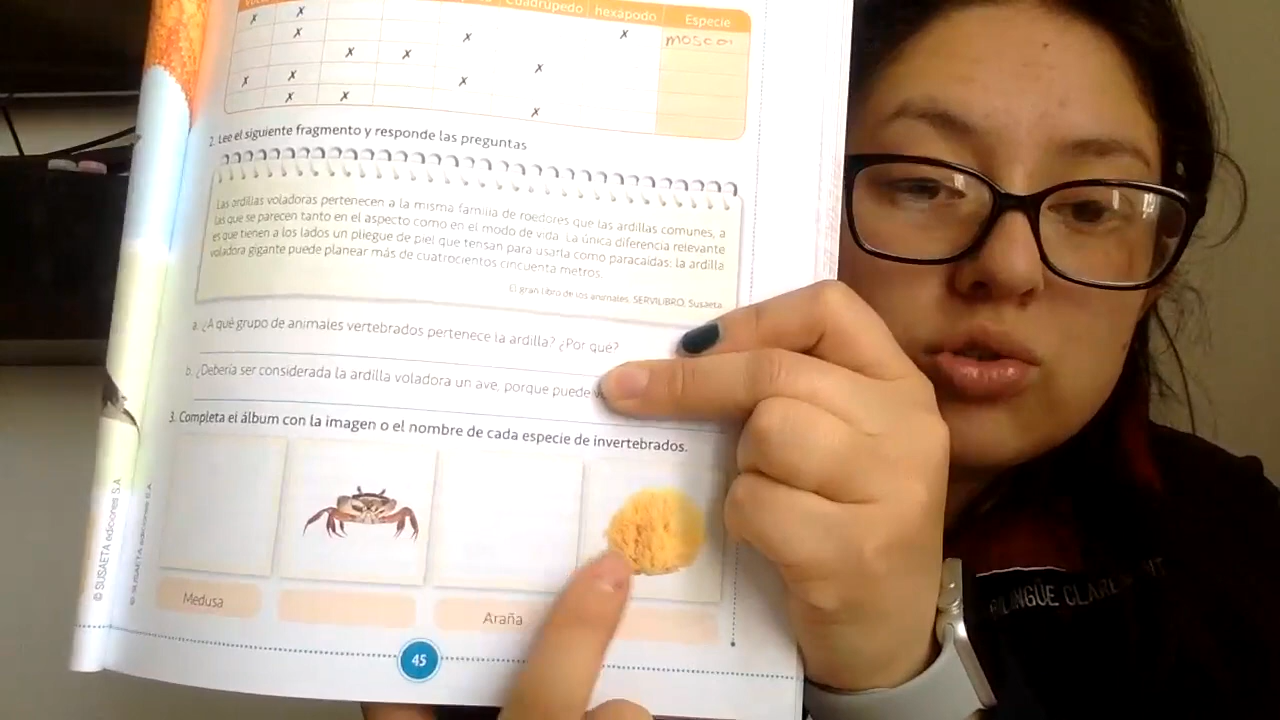 Cuadrúpedo hexápodo Especie
x x
x x x mosco
x x x
x x x
x x x
2. Lee el siguiente fragmento y responde las preguntas
Las ardillas voladoras pertenecen a la misma familia de roedores que las ardillas comunes, a
las que se parecen tanto en el aspecto como en el modo de vida. La única diferencia relevante
es que tienen a los lados un pliegue de piel que tensan para usarla como paracaídas; la ardilla
voladora gigante puede planear más de cuatrocientos cincuenta metros.
El gran libro de los animales, SERVILIBRO, Susaeta
a. ¿A qué grupo de animales vertebrados pertenece la ardilla? ¿Por qué?
b. ¿Debería ser considerada la ardilla voladora un ave, porque puede
3. Completa el álbum con la imagen o el nombre de cada especie de invertebrados.
Medusa
Araña
45
© SUSAETA ediciones S.A
© SUSAETA ediciones S.A